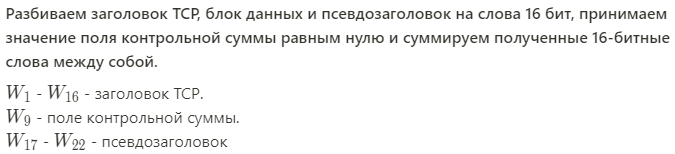 Разбиваем заголовок TCP, блок данных и псевдозаголовок на слова 16 бит, принимаем
значение поля контрольной суммы равным нулю и суммируем полученные 16-битные
слова между собой.
W₁ - W₁₆ - заголовок TCP.
W₉ - поле контрольной суммы.
W₁₇ - W₂₂ - псевдозаголовок